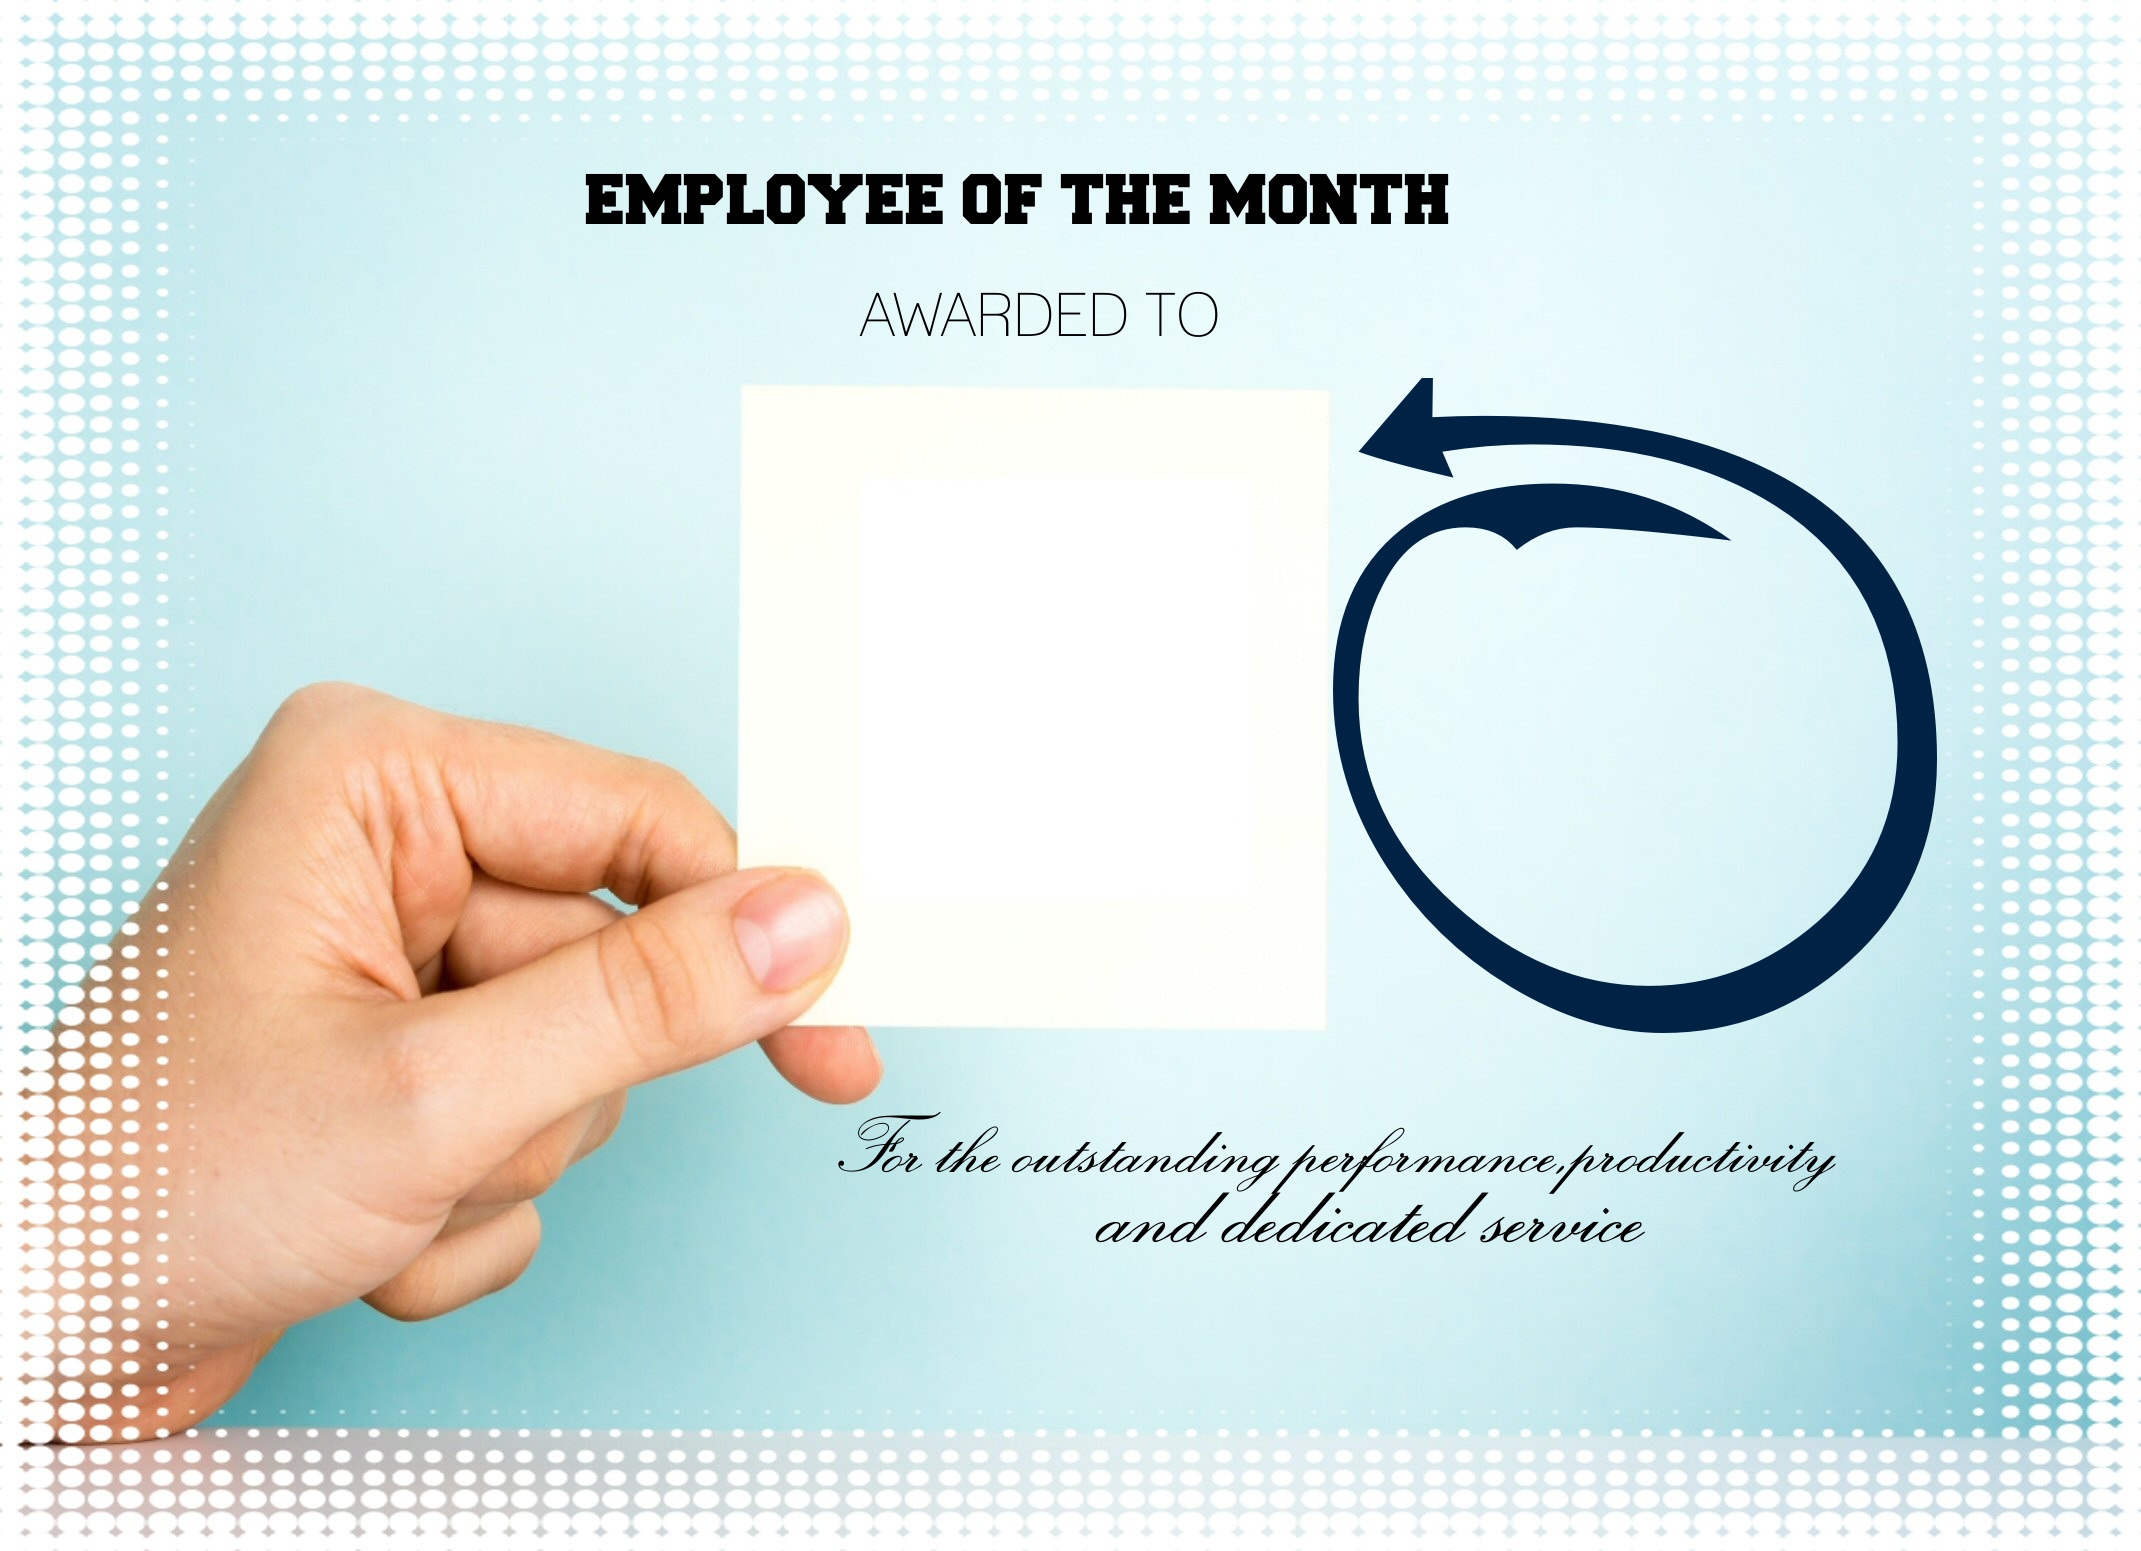 EMPLOYEE OF THE MONTH
AWARDED TO
For the outstanding performance,productivity
and dedicated service